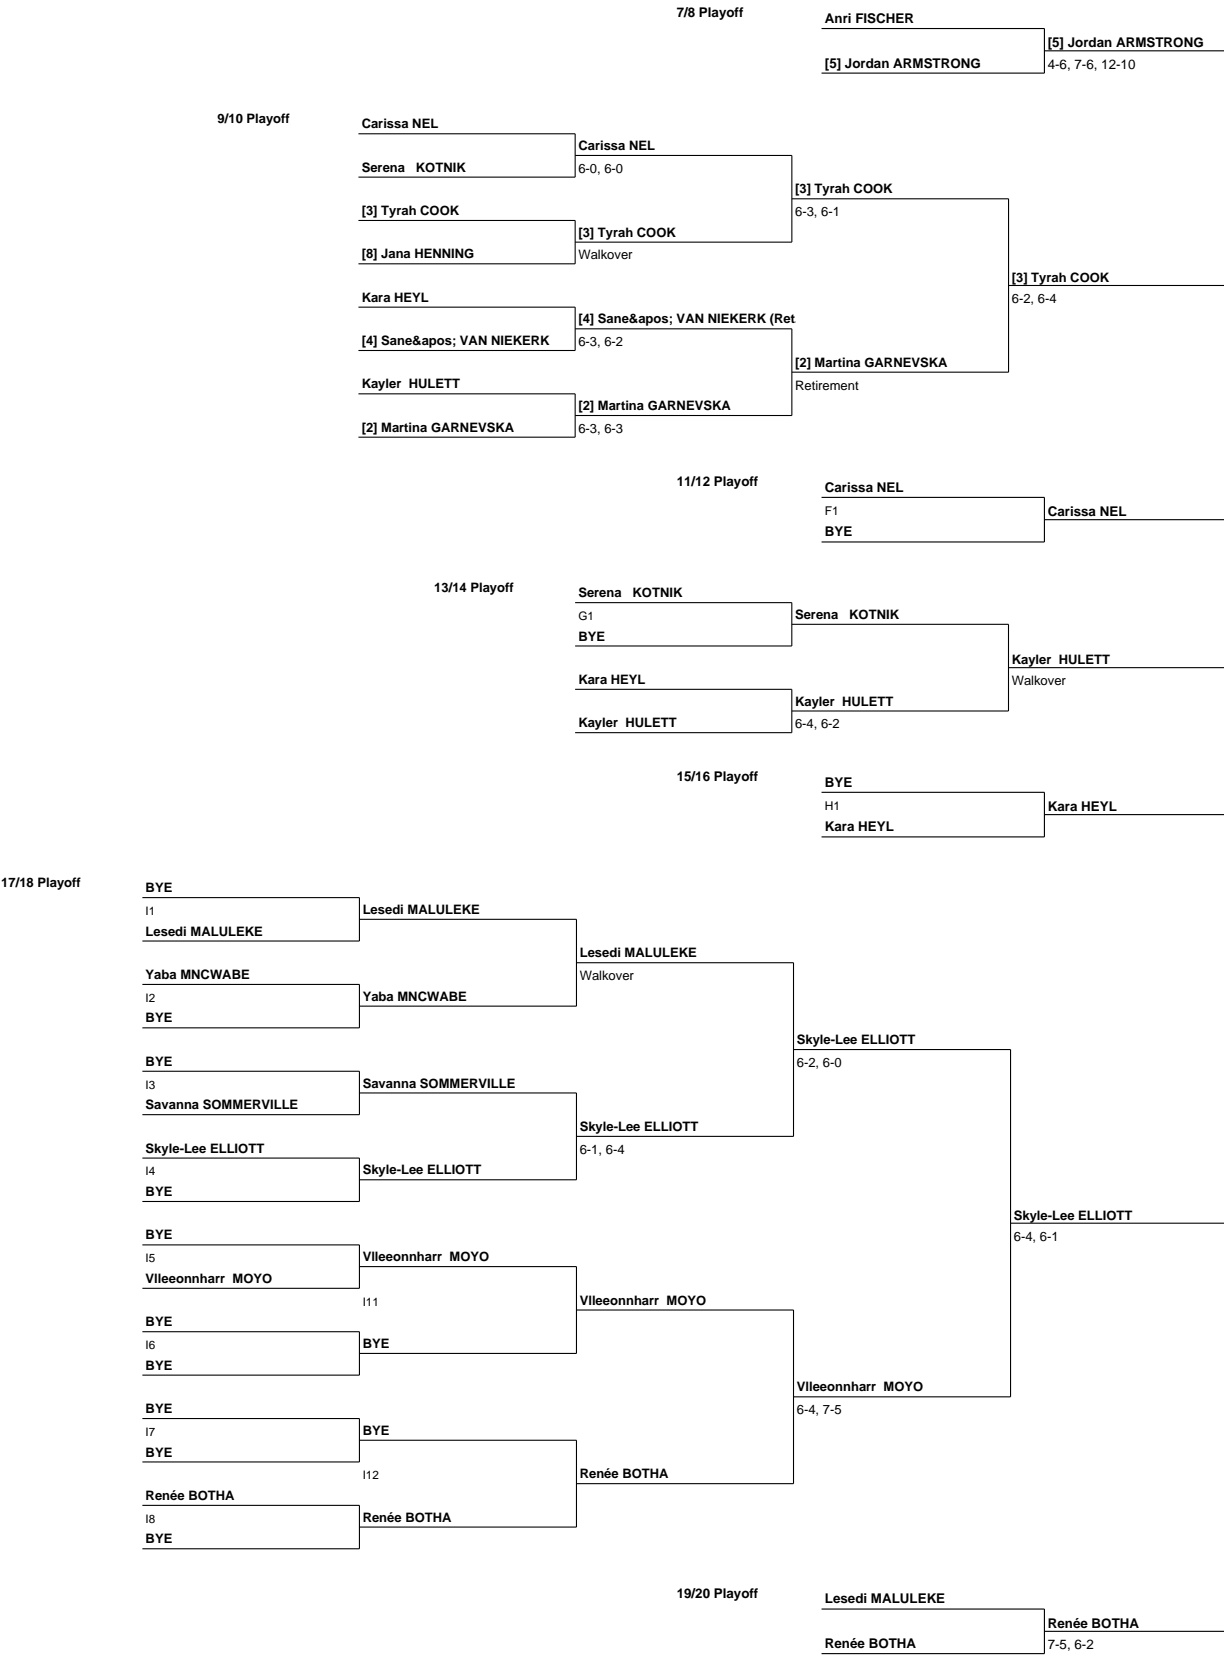 7/8 Playoff
Anri FISCHER
[5] Jordan ARMSTRONG
[5] Jordan ARMSTRONG
4-6, 7-6, 12-10
9/10 Playoff
Carissa NEL
Carissa NEL
Serena KOTNIK
6-0, 6-0
[3] Tyrah COOK
[3] Tyrah COOK
6-3, 6-1
[3] Tyrah COOK
[8] Jana HENNING
Walkover
[3] Tyrah COOK
6-2, 6-4
Kara HEYL
[4] Sane&apos; VAN NIEKERK (Ret
[4] Sane&apos; VAN NIEKERK
6-3, 6-2
[2] Martina GARNEVSKA
Retirement
Kayler HULETT
[2] Martina GARNEVSKA
[2] Martina GARNEVSKA
6-3, 6-3
11/12 Playoff
Carissa NEL
F1
Carissa NEL
BYE
13/14 Playoff
Serena KOTNIK
G1
Serena KOTNIK
BYE
Kayler HULETT
Walkover
Kara HEYL
Kayler HULETT
Kayler HULETT
6-4, 6-2
15/16 Playoff
BYE
H1
Kara HEYL
Kara HEYL
17/18 Playoff
BYE
I1
Lesedi MALULEKE
Lesedi MALULEKE
Lesedi MALULEKE
Walkover
Yaba MNCWABE
I2
Yaba MNCWABE
BYE
Skyle-Lee ELLIOTT
6-2, 6-0
BYE
I3
Savanna SOMMERVILLE
Savanna SOMMERVILLE
Skyle-Lee ELLIOTT
6-1, 6-4
Skyle-Lee ELLIOTT
I4
Skyle-Lee ELLIOTT
BYE
Skyle-Lee ELLIOTT
6-4, 6-1
BYE
I5
Vlleeonnharr MOYO
Vlleeonnharr MOYO
I11
Vlleeonnharr MOYO
BYE
I6
BYE
BYE
Vlleeonnharr MOYO
6-4, 7-5
BYE
I7
BYE
BYE
I12
Renée BOTHA
Renée BOTHA
I8
Renée BOTHA
BYE
19/20 Playoff
Lesedi MALULEKE
Renée BOTHA
Renée BOTHA
7-5, 6-2